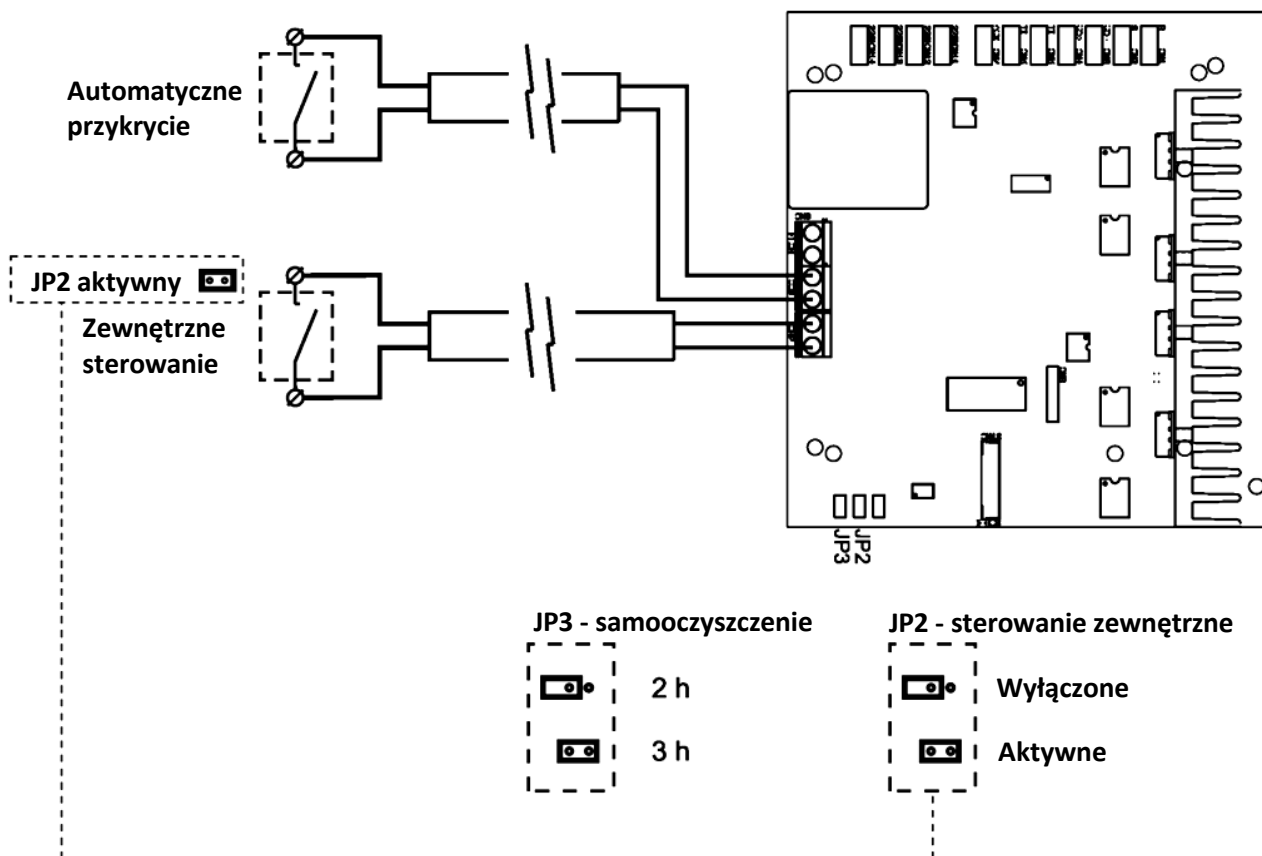 Automatyczne
przykrycie
JP2 aktywny
Zewnętrzne
sterowanie
JP3
JP2
JP3 - samooczyszczenie
2 h
3 h
JP2 - sterowanie zewnętrzne
Wyłączone
Aktywne